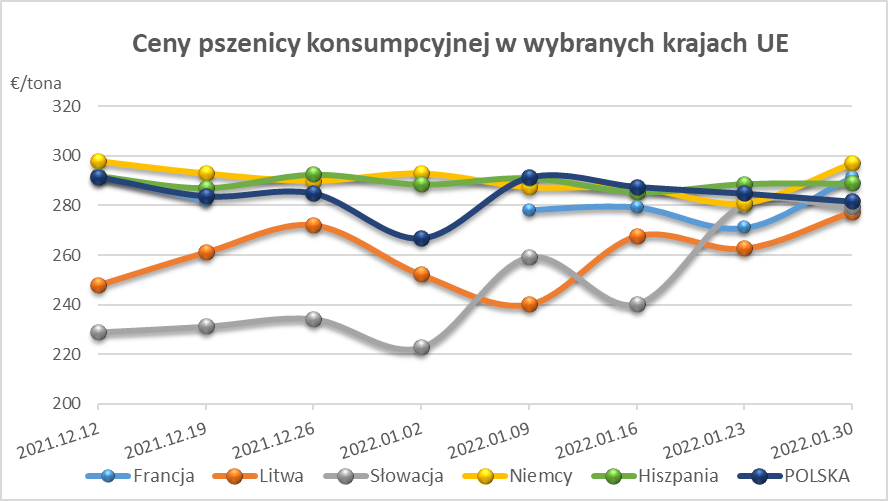 Ceny pszenicy konsumpcyjnej w wybranych krajach UE
€/tona
320
300
280
260
240
220
200
2021.12.12 2021.12.19 2021.12.26 2022.01.02 2022.01.09 2022.01.16 2022.01.23 2022.01.30
Francja Litwa Słowacja Niemcy Hiszpania POLSKA